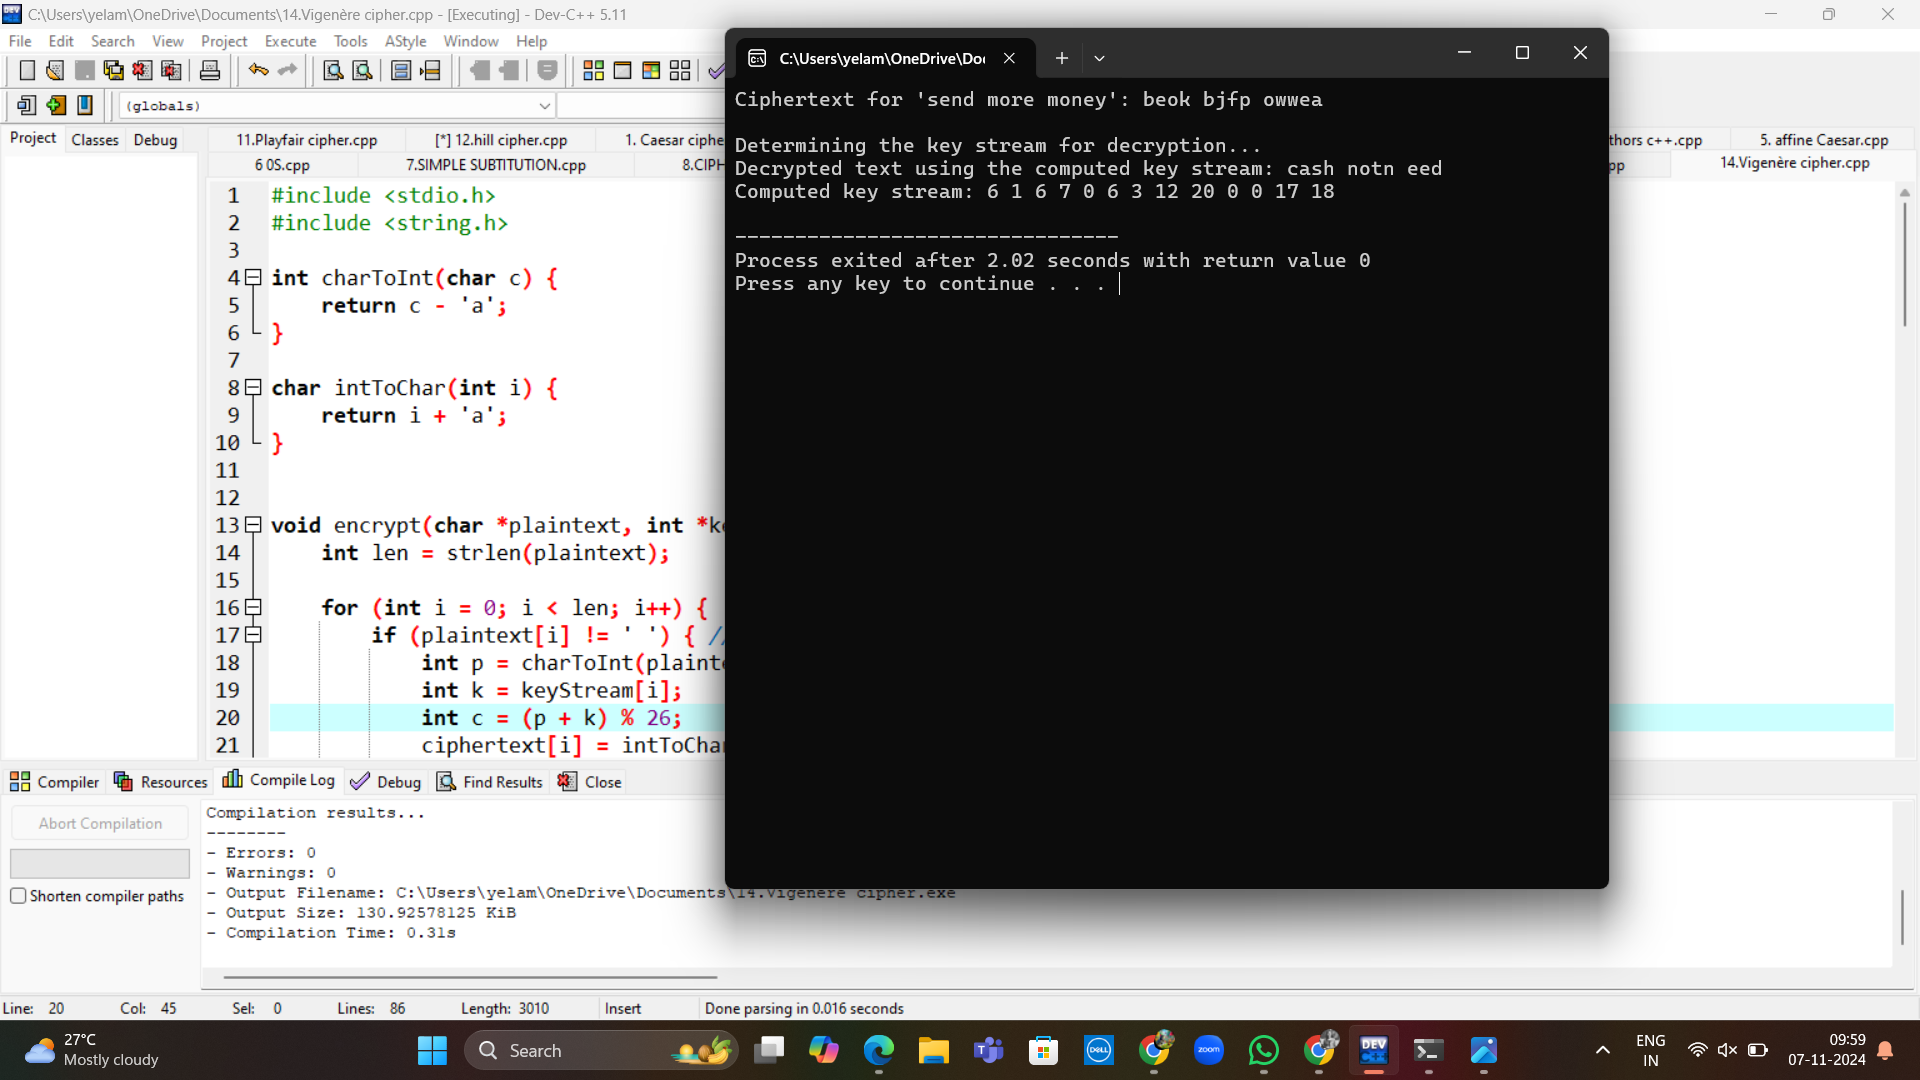 C:\Users\yelam\OneDrive\Documents\14.Vigenère cipher.cpp - [Executing] - Dev-C++ 5.11
File Edit Search View Project Execute Tools AStyle Window Help
(globals)
Project Classes Debug
11.Playfair cipher.cpp [*] 12.hill cipher.cpp 1. Caesar ciphe thors c++.cpp 5. affine Caesar.cpp
6 0S.cpp 7.SIMPLE SUBTITUTION.cpp 8.CIPH pp 14.Vigenère cipher.cpp
1 #include <stdio.h>
2 #include <string.h>
3
4 int charToInt(char c) {
5 return c - 'a';
6 }
7
8 char intToChar(int i) {
9 return i + 'a';
10 }
11
12
13 void encrypt(char *plaintext, int *k
14 int len = strlen(plaintext);
15
16 for (int i = 0; i < len; i++) {
17 if (plaintext[i] != ' ') { /
18 int p = charToInt(plaint
19 int k = keyStream[i];
20 int c = (p + k) % 26;
21 ciphertext[i] = intToCha
C:\Users\yelam\OneDrive\Do
Ciphertext for 'send more money': beok bjfp owwea
Determining the key stream for decryption...
Decrypted text using the computed key stream: cash notn eed
Computed key stream: 6 1 6 7 0 6 3 12 20 0 0 17 18
--------------------------------
Process exited after 2.02 seconds with return value 0
Press any key to continue . . .
Compiler Resources Compile Log Debug Find Results Close
Abort Compilation
Shorten compiler paths
Compilation results...
--------
- Errors: 0
- Warnings: 0
- Output Filename: C:\Users\yelam\OneDrive\Documents\14.Vigenère cipher.exe
- Output Size: 130.92578125 KiB
- Compilation Time: 0.31s
Line: 20 Col: 45 Sel: 0 Lines: 86 Length: 3010 Insert Done parsing in 0.016 seconds
27°C
Mostly cloudy
Search
DELL
zoom
DEV
C++
ENG
IN
09:59
07-11-2024